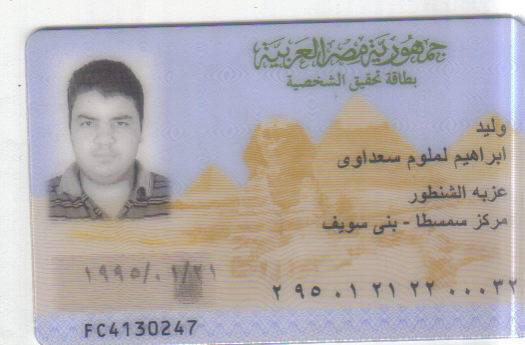 جمهورية مصر العربية
بطاقة تحقيق الشخصية
وليد
ابراهيم لملوم سعداوى
عزبه الشنطور
مركز سمسطا - بنى سويف
١٩٩٥/٠١/٢١
FC4130247